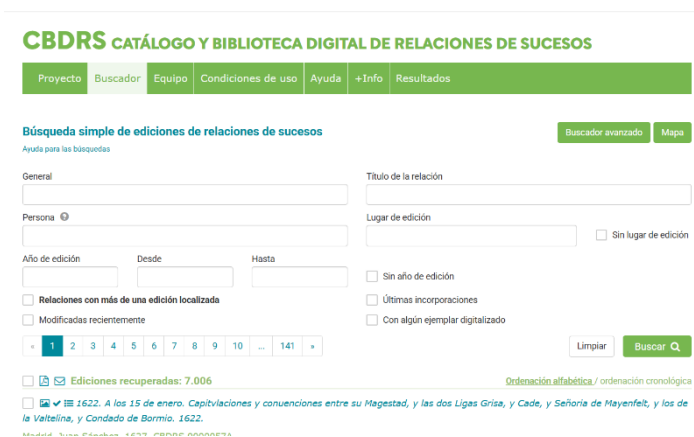 CBDRS CATÁLOGO Y BIBLIOTECA DIGITAL DE RELACIONES DE SUCESOS
Proyecto Buscador Equipo Condiciones de uso Ayuda +Info Resultados
Búsqueda simple de ediciones de relaciones de sucesos
Buscador avanzado Mapa
Ayuda para las búsquedas
General Título de la relación
Persona Lugar de edición
Sin lugar de edición
Año de edición Desde Hasta
Sin año de edición
Relaciones con más de una edición localizada Últimas incorporaciones
Modificadas recientemente Con algún ejemplar digitalizado
« 1 2 3 4 5 6 7 8 9 10 ... 141 » Limpiar Buscar
Ediciones recuperadas: 7.006 Ordenación alfabética / ordenación cronológica
1622. A los 15 de enero. Capitvlaciones y conuenciones entre su Magestad, y las dos Ligas Grisa, y Cade, y Señoria de Mayenfelt, y los de
la Valtelina, y Condado de Bormio. 1622.
Madrid, Juan Sánchez, 1627. CBDRS